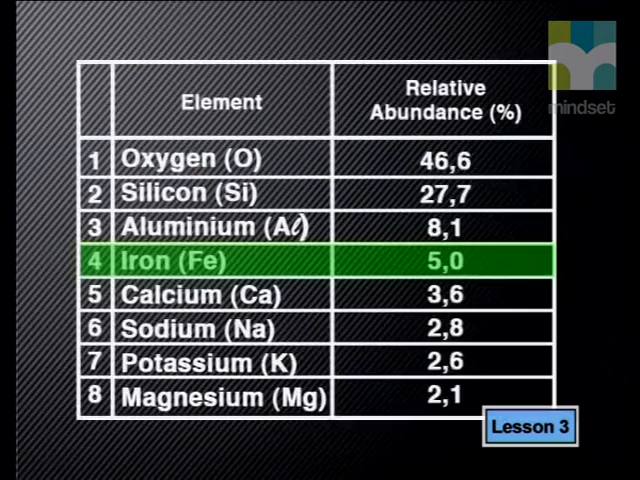 mindset
Element Relative
Abundance (%)
1 Oxygen (O) 46,6
2 Silicon (Si) 27,7
3 Aluminium (Aℓ) 8,1
4 Iron (Fe) 5,0
5 Calcium (Ca) 3,6
6 Sodium (Na) 2,8
7 Potassium (K) 2,6
8 Magnesium (Mg) 2,1
Lesson 3